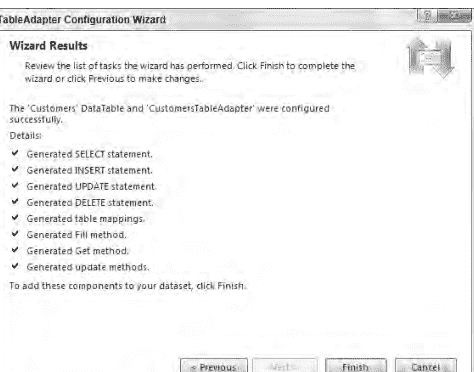 TableAdapter Configuration Wizard
Wizard Results
Review the list of tasks the wizard has performed. Click Finish to complete the
wizard or click Previous to make changes.
The 'Customers' DataTable and 'CustomersTableAdapter' were configured
successfully.
Details:
Generated SELECT statement.
Generated INSERT statement.
Generated UPDATE statement.
Generated DELETE statement.
Generated table mappings.
Generated Fill method.
Generated Get method.
Generated update methods.
To add these components to your dataset, click Finish.
< Previous
Next >
Finish
Cancel